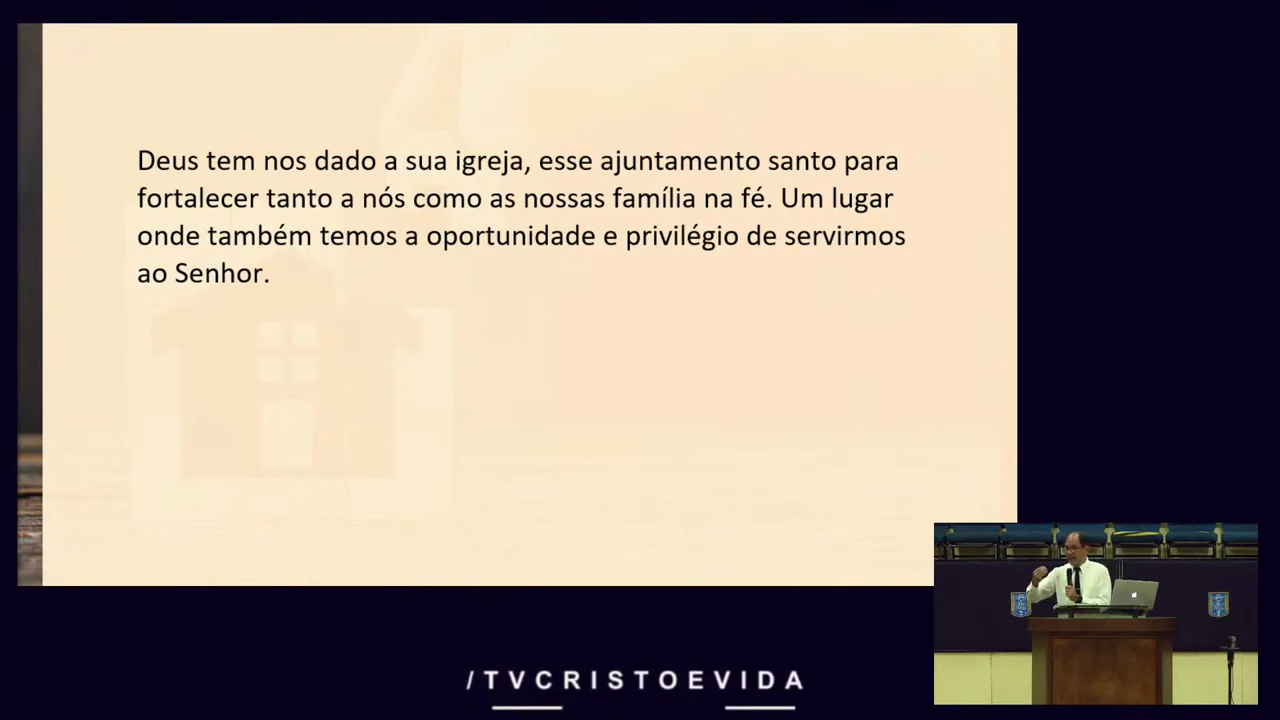 Deus tem nos dado a sua igreja, esse ajuntamento santo para
fortalecer tanto a nós como as nossas família na fé. Um lugar
onde também temos a oportunidade e privilégio de servirmos
ao Senhor.
/TVCRISTOEVIDA